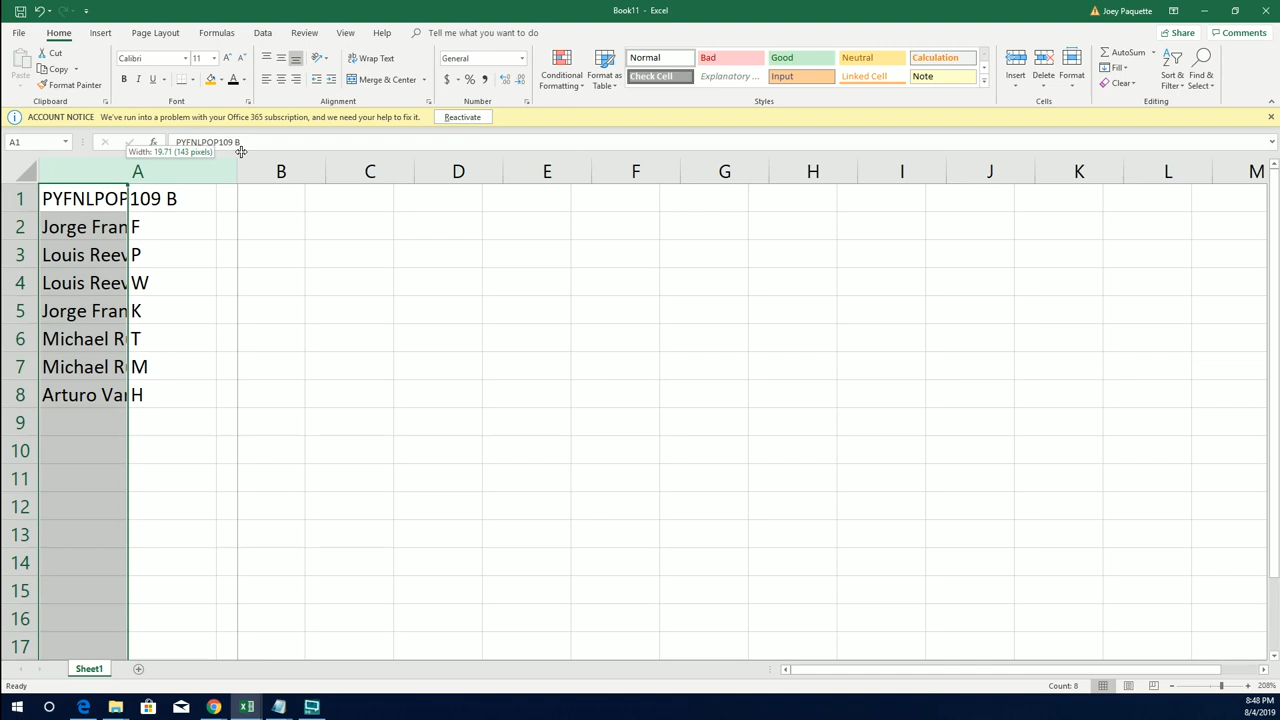 Book11 - Excel
Joey Paquette
File Home Insert Page Layout Formulas Data Review View Help Tell me what you want to do
Share Comments
Paste
Cut
Copy
Format Painter
Clipboard
Calibri 11
B I U
Font
Wrap Text
Merge & Center
Alignment
General
$ % ,
Number
Conditional Formatting
Format as Table
Normal Bad Good Neutral Calculation
Check Cell Explanatory ... Input Linked Cell Note
Styles
Insert Delete Format
Cells
AutoSum
Fill
Clear
Sort & Filter
Find & Select
Editing
ACCOUNT NOTICE We've run into a problem with your Office 365 subscription, and we need your help to fix it. Reactivate
A1 fx PYFNLPOP109 B
Width: 19.71 (143 pixels)
A B C D E F G H I J K L M
1 PYFNLPOP109 B
2 Jorge Fran F
3 Louis Reev P
4 Louis Reev W
5 Jorge Fran K
6 Michael R T
7 Michael R M
8 Arturo Var H
9
10
11
12
13
14
15
16
17
Sheet1
Ready
Count: 8
208%
8:48 PM
8/4/2019